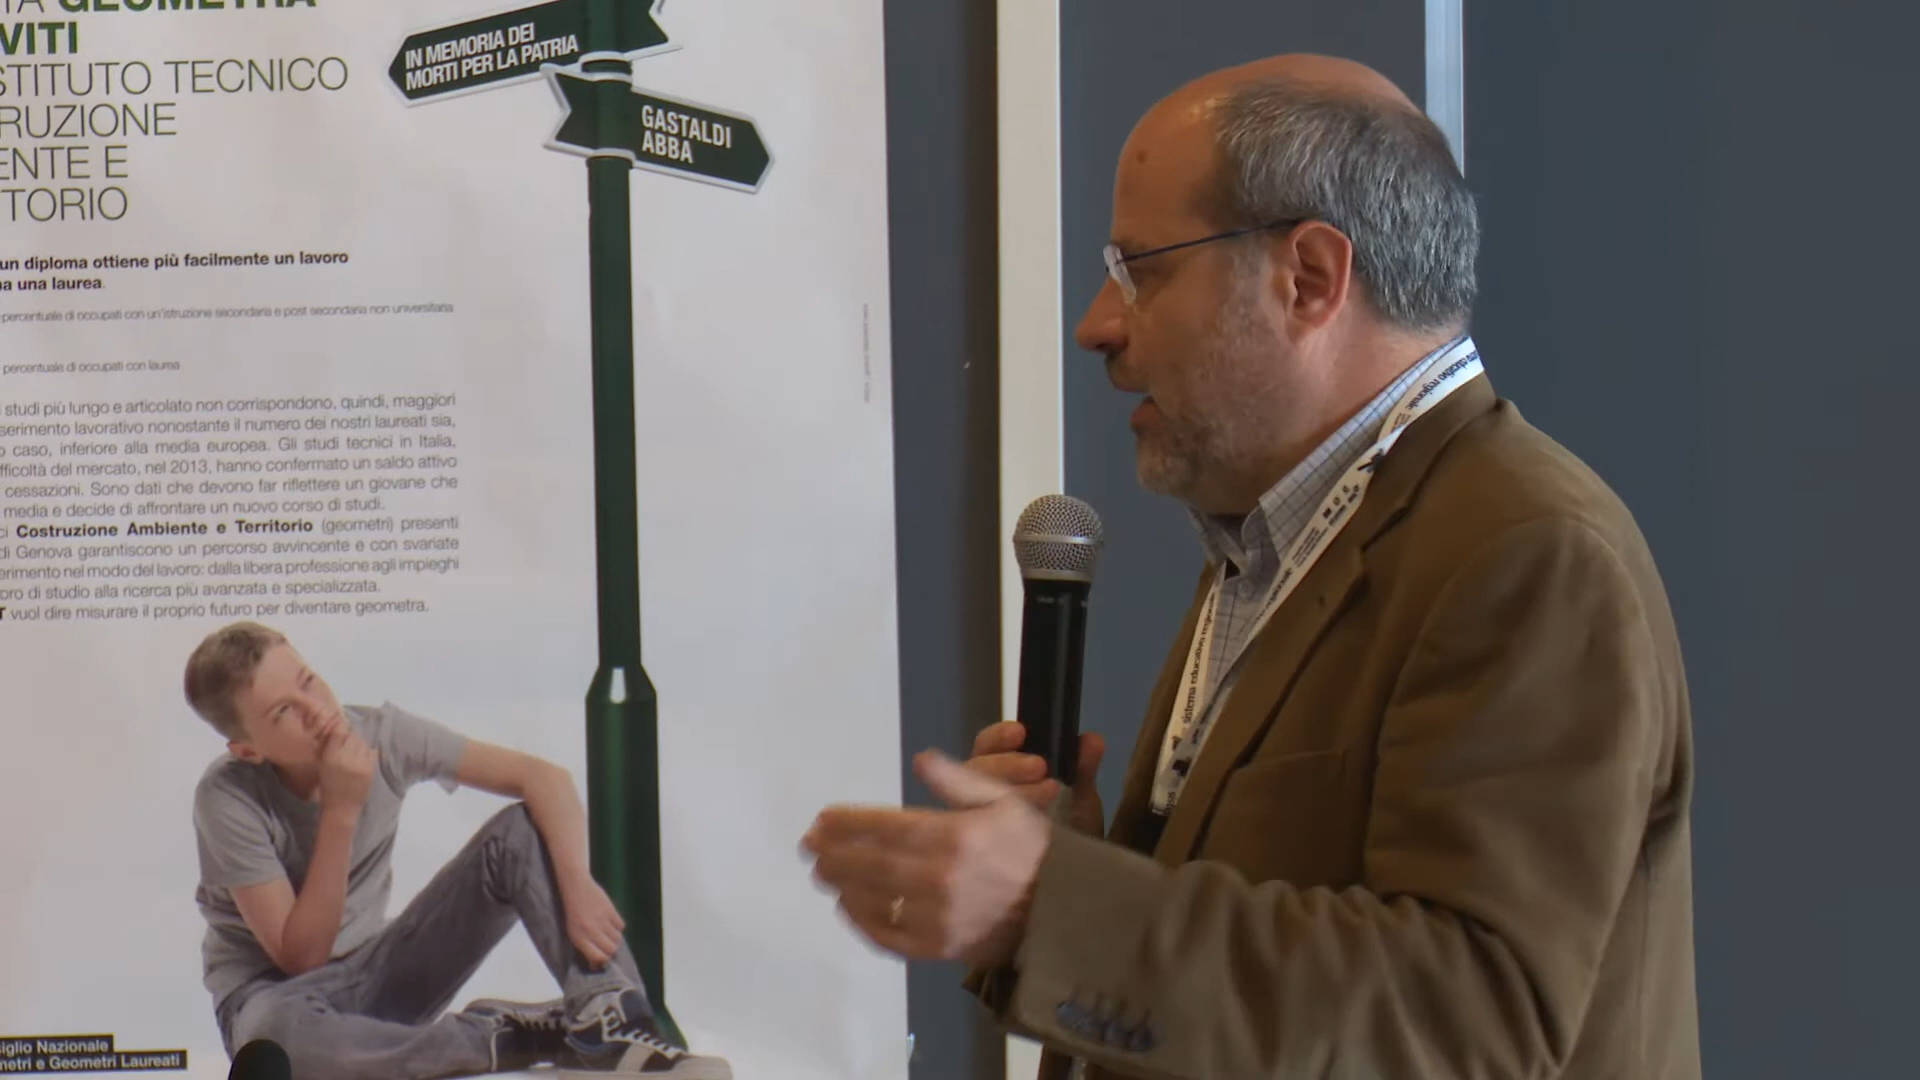 TA GEOMETRA
VITI
STITUTO TECNICO
RUZIONE
ENTE E
TORIO
IN MEMORIA DEI
MORTI PER LA PATRIA
GASTALDI
ABBA
un diploma ottiene più facilmente un lavoro
ha una laurea.
percentuale di occupati con un'istruzione secondaria e post secondaria non universitaria
percentuale di occupati con laurea
i studi più lungo e articolato non corrispondono, quindi, maggiori
serimento lavorativo nonostante il numero dei nostri laureati sia,
o caso, inferiore alla media europea. Gli studi tecnici in Italia,
fficoltà del mercato, nel 2013, hanno confermato un saldo attivo
cessazioni. Sono dati che devono far riflettere un giovane che
media e decide di affrontare un nuovo corso di studi.
ci Costruzione Ambiente e Territorio (geometri) presenti
di Genova garantiscono un percorso avvincente e con svariate
erimento nel modo del lavoro: dalla libera professione agli impieghi
oro di studio alla ricerca più avanzata e specializzata.
T vuol dire misurare il proprio futuro per diventare geometra.
siglio Nazionale
metri e Geometri Laureati
educativo regionale
sistema educativo regio